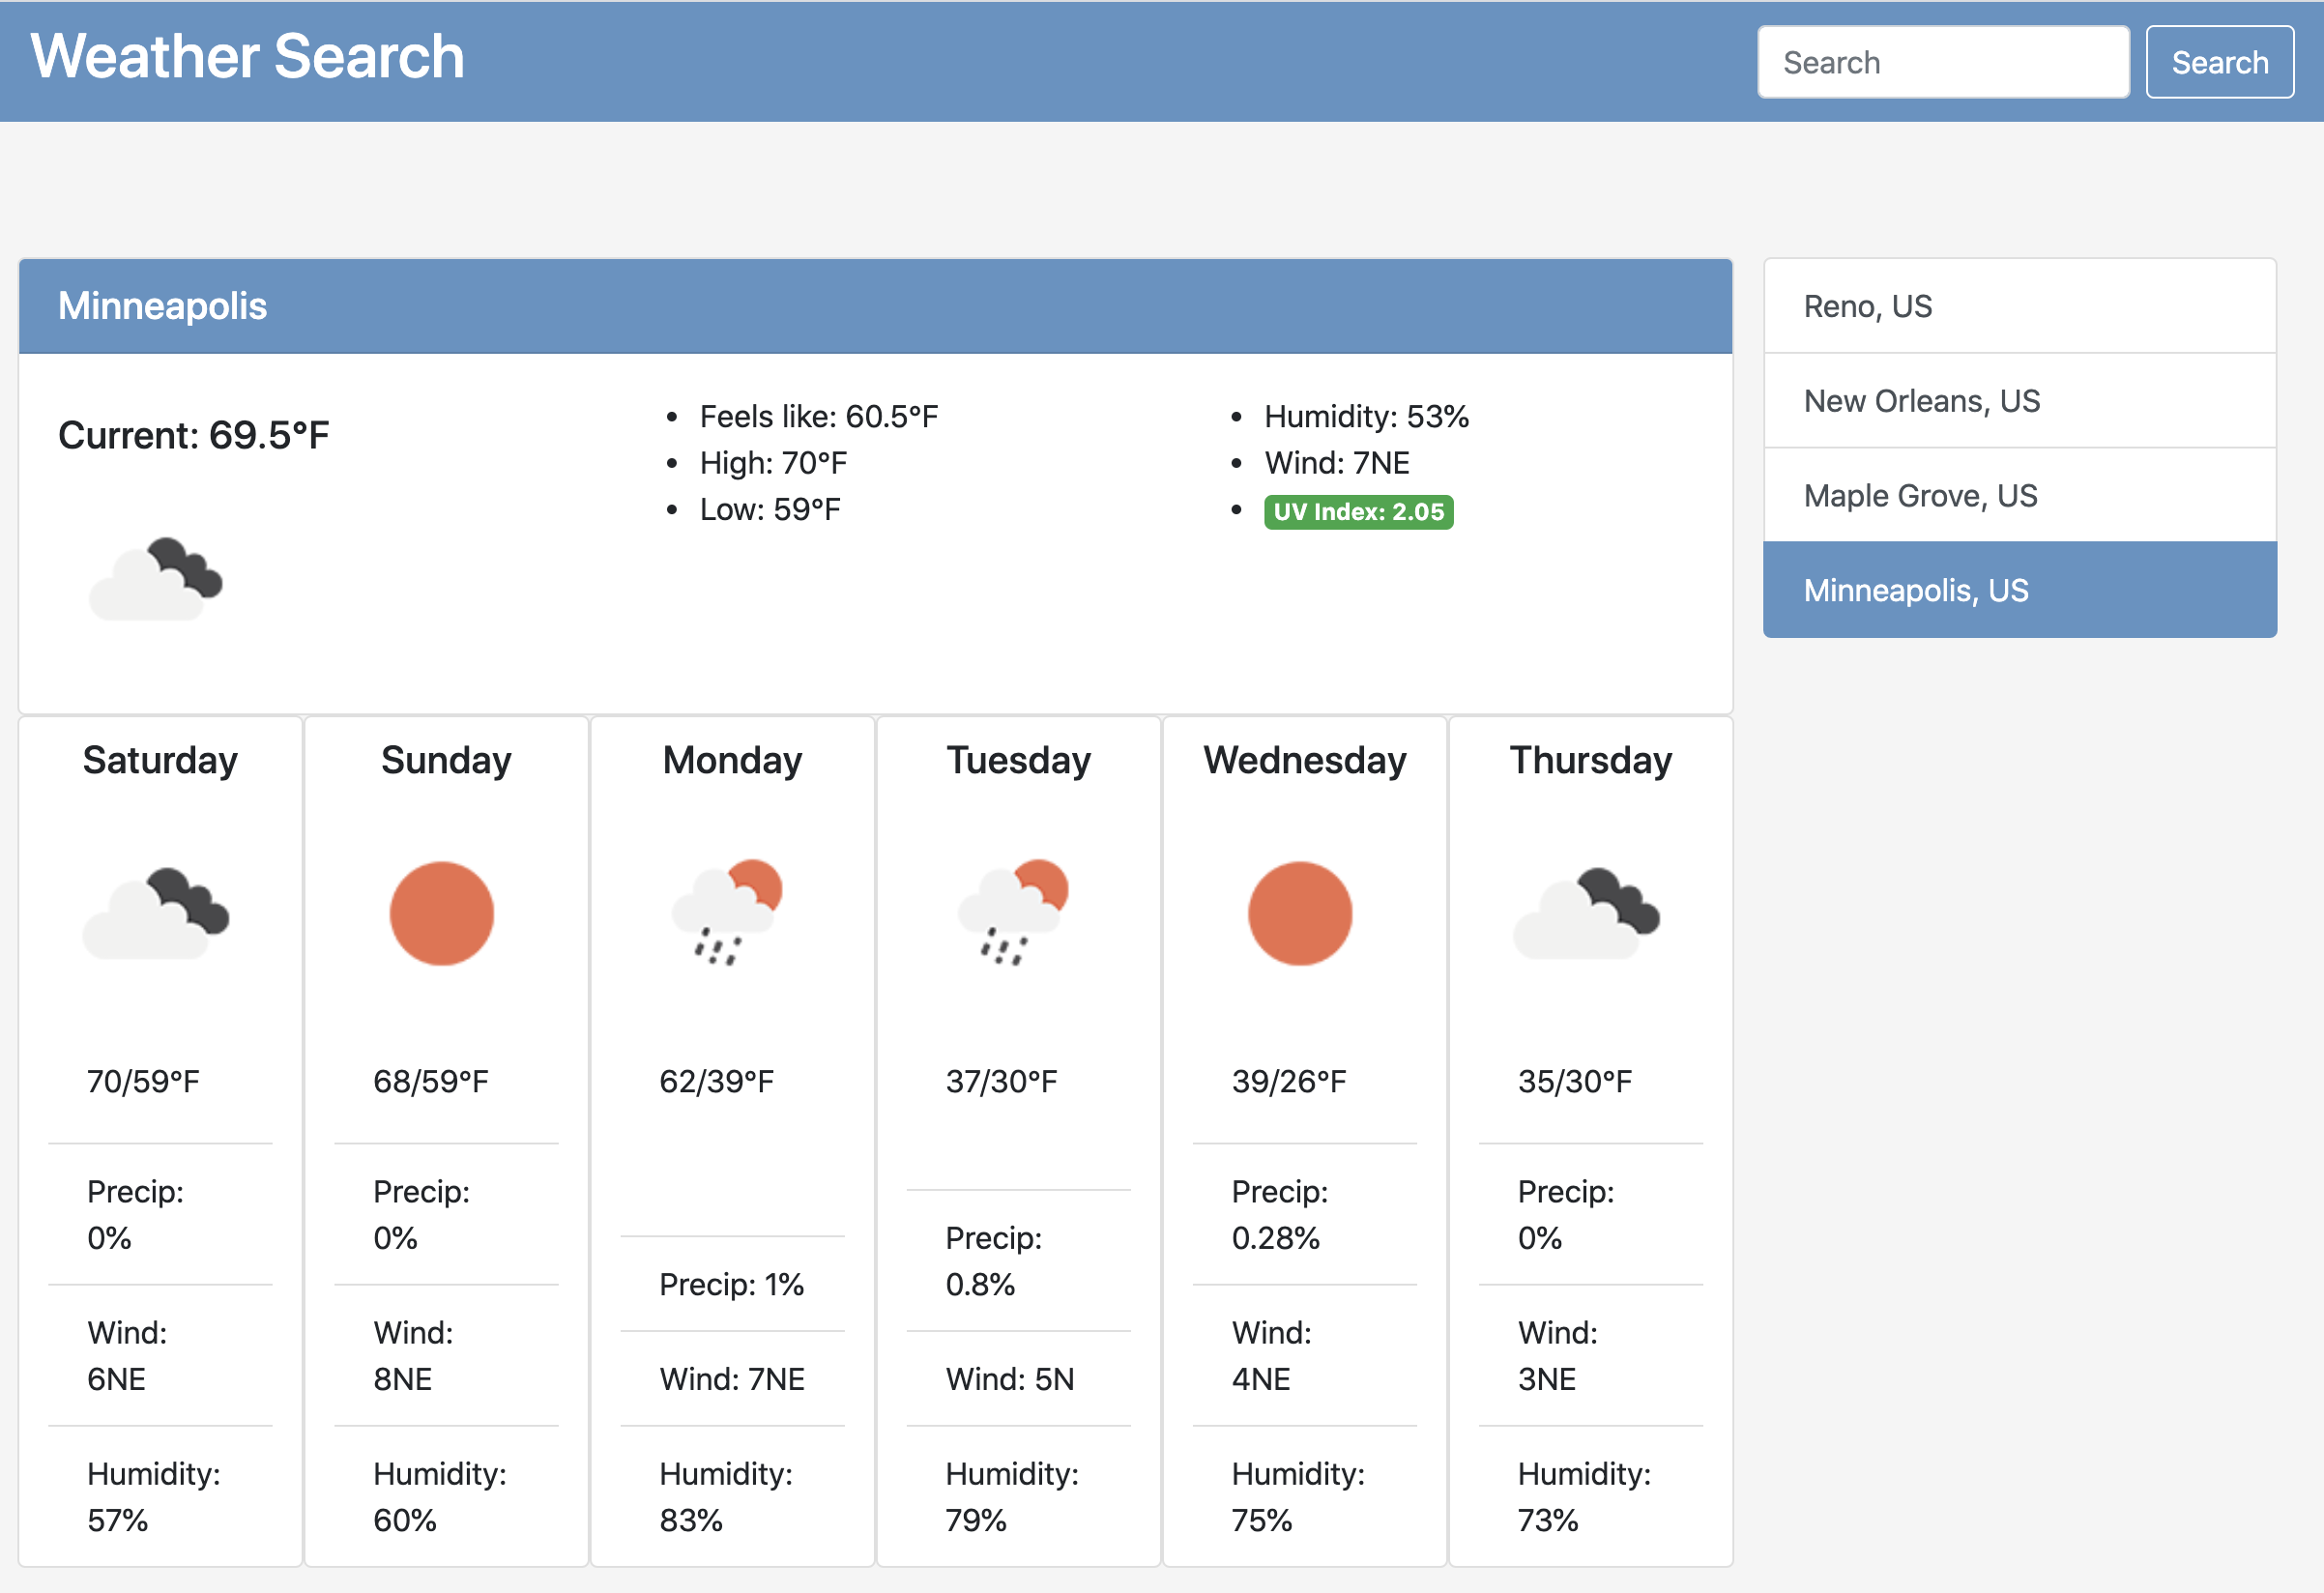 Weather Search
Search
Search
Minneapolis
Current: 69.5°F
Feels like: 60.5°F
High: 70°F
Low: 59°F
Humidity: 53%
Wind: 7NE
UV Index: 2.05
Reno, US
New Orleans, US
Maple Grove, US
Minneapolis, US
Saturday
70/59°F
Precip:
0%
Wind:
6NE
Humidity:
57%
Sunday
68/59°F
Precip:
0%
Wind:
8NE
Humidity:
60%
Monday
62/39°F
Precip: 1%
Wind: 7NE
Humidity:
83%
Tuesday
37/30°F
Precip:
0.8%
Wind: 5N
Humidity:
79%
Wednesday
39/26°F
Precip:
0.28%
Wind:
4NE
Humidity:
75%
Thursday
35/30°F
Precip:
0%
Wind:
3NE
Humidity:
73%